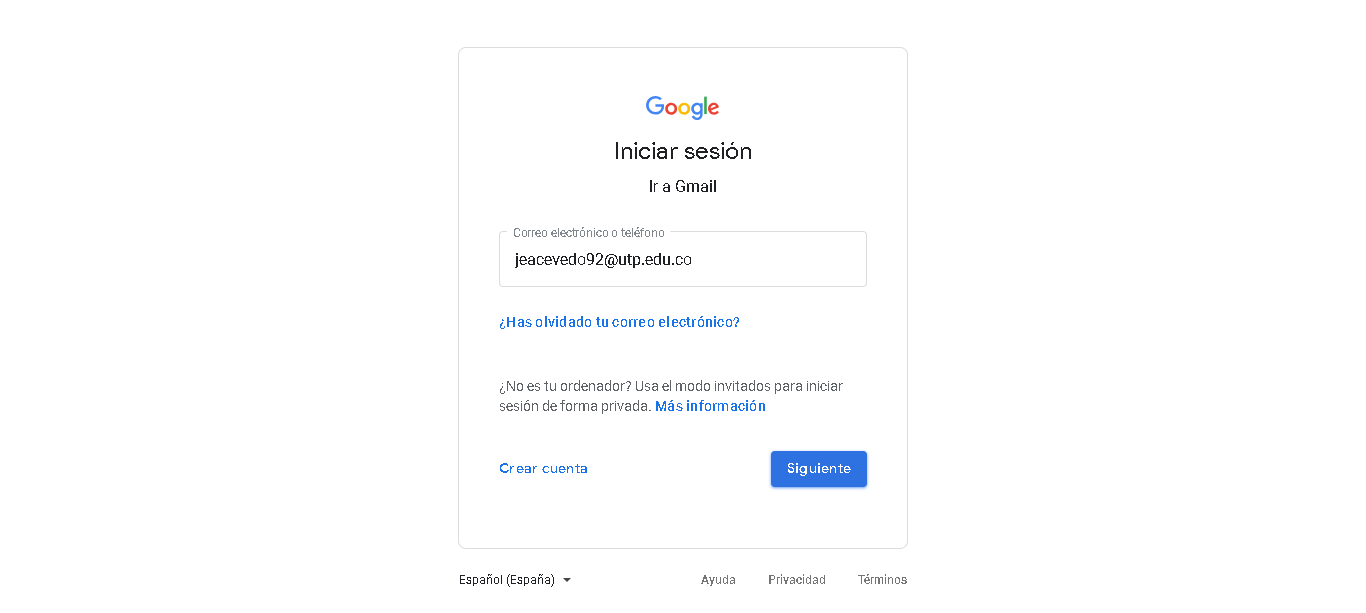 Google
Iniciar sesión
Ir a Gmail
Correo electrónico o teléfono
jeacevedo92@utp.edu.co
¿Has olvidado tu correo electrónico?
¿No es tu ordenador? Usa el modo invitados para iniciar
sesión de forma privada. Más información
Crear cuenta
Siguiente
Español (España)
Ayuda
Privacidad
Términos